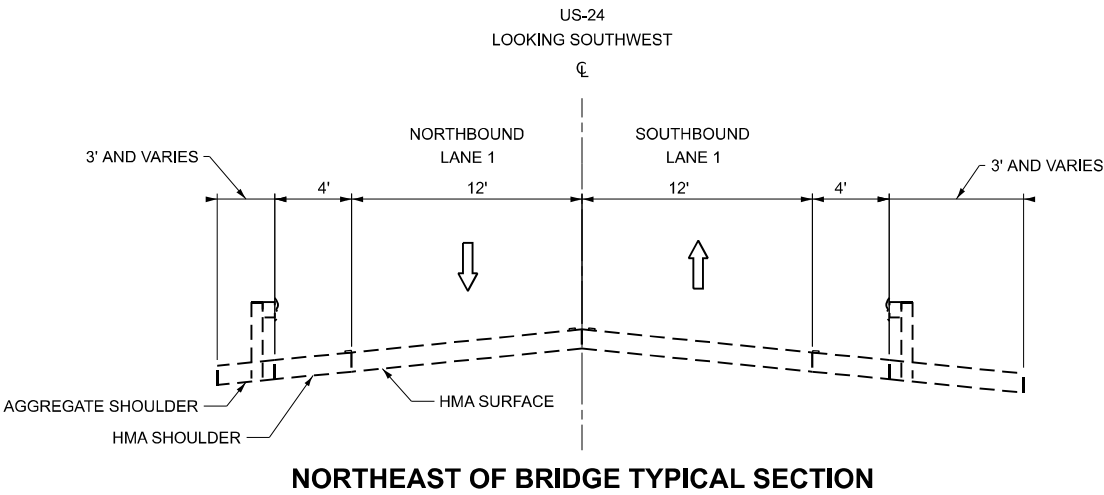 US-24
LOOKING SOUTHWEST
℄
NORTHBOUND
LANE 1
SOUTHBOUND
LANE 1
3' AND VARIES
4'
12'
12'
4'
3' AND VARIES
AGGREGATE SHOULDER
HMA SHOULDER
HMA SURFACE
NORTHEAST OF BRIDGE TYPICAL SECTION